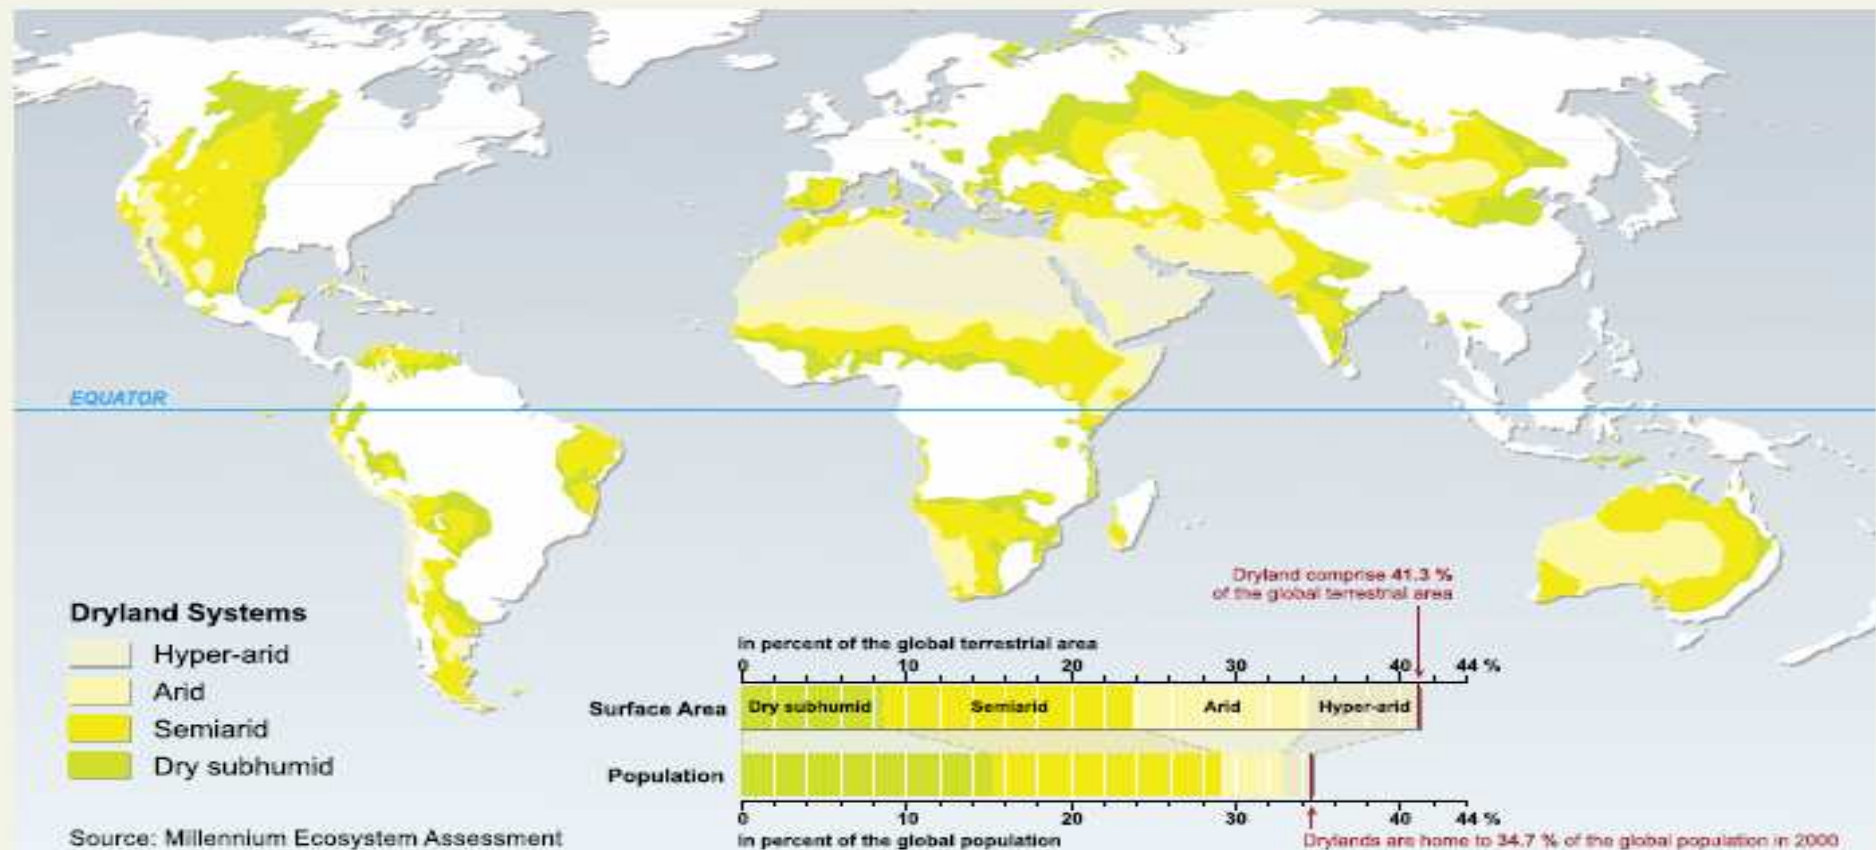 EQUATOR
Dryland Systems
Hyper-arid
Arid
Semiarid
Dry subhumid
Source: Millennium Ecosystem Assessment
Dryland comprise 41.3 %
of the global terrestrial area
In percent of the global terrestrial area
0 10 20 30 40 44 %
Surface Area Dry subhumid Semiarid Arid Hyper-arid
Population
0 10 20 30 40 44 %
In percent of the global population
Drylands are home to 34.7 % of the global population in 2000